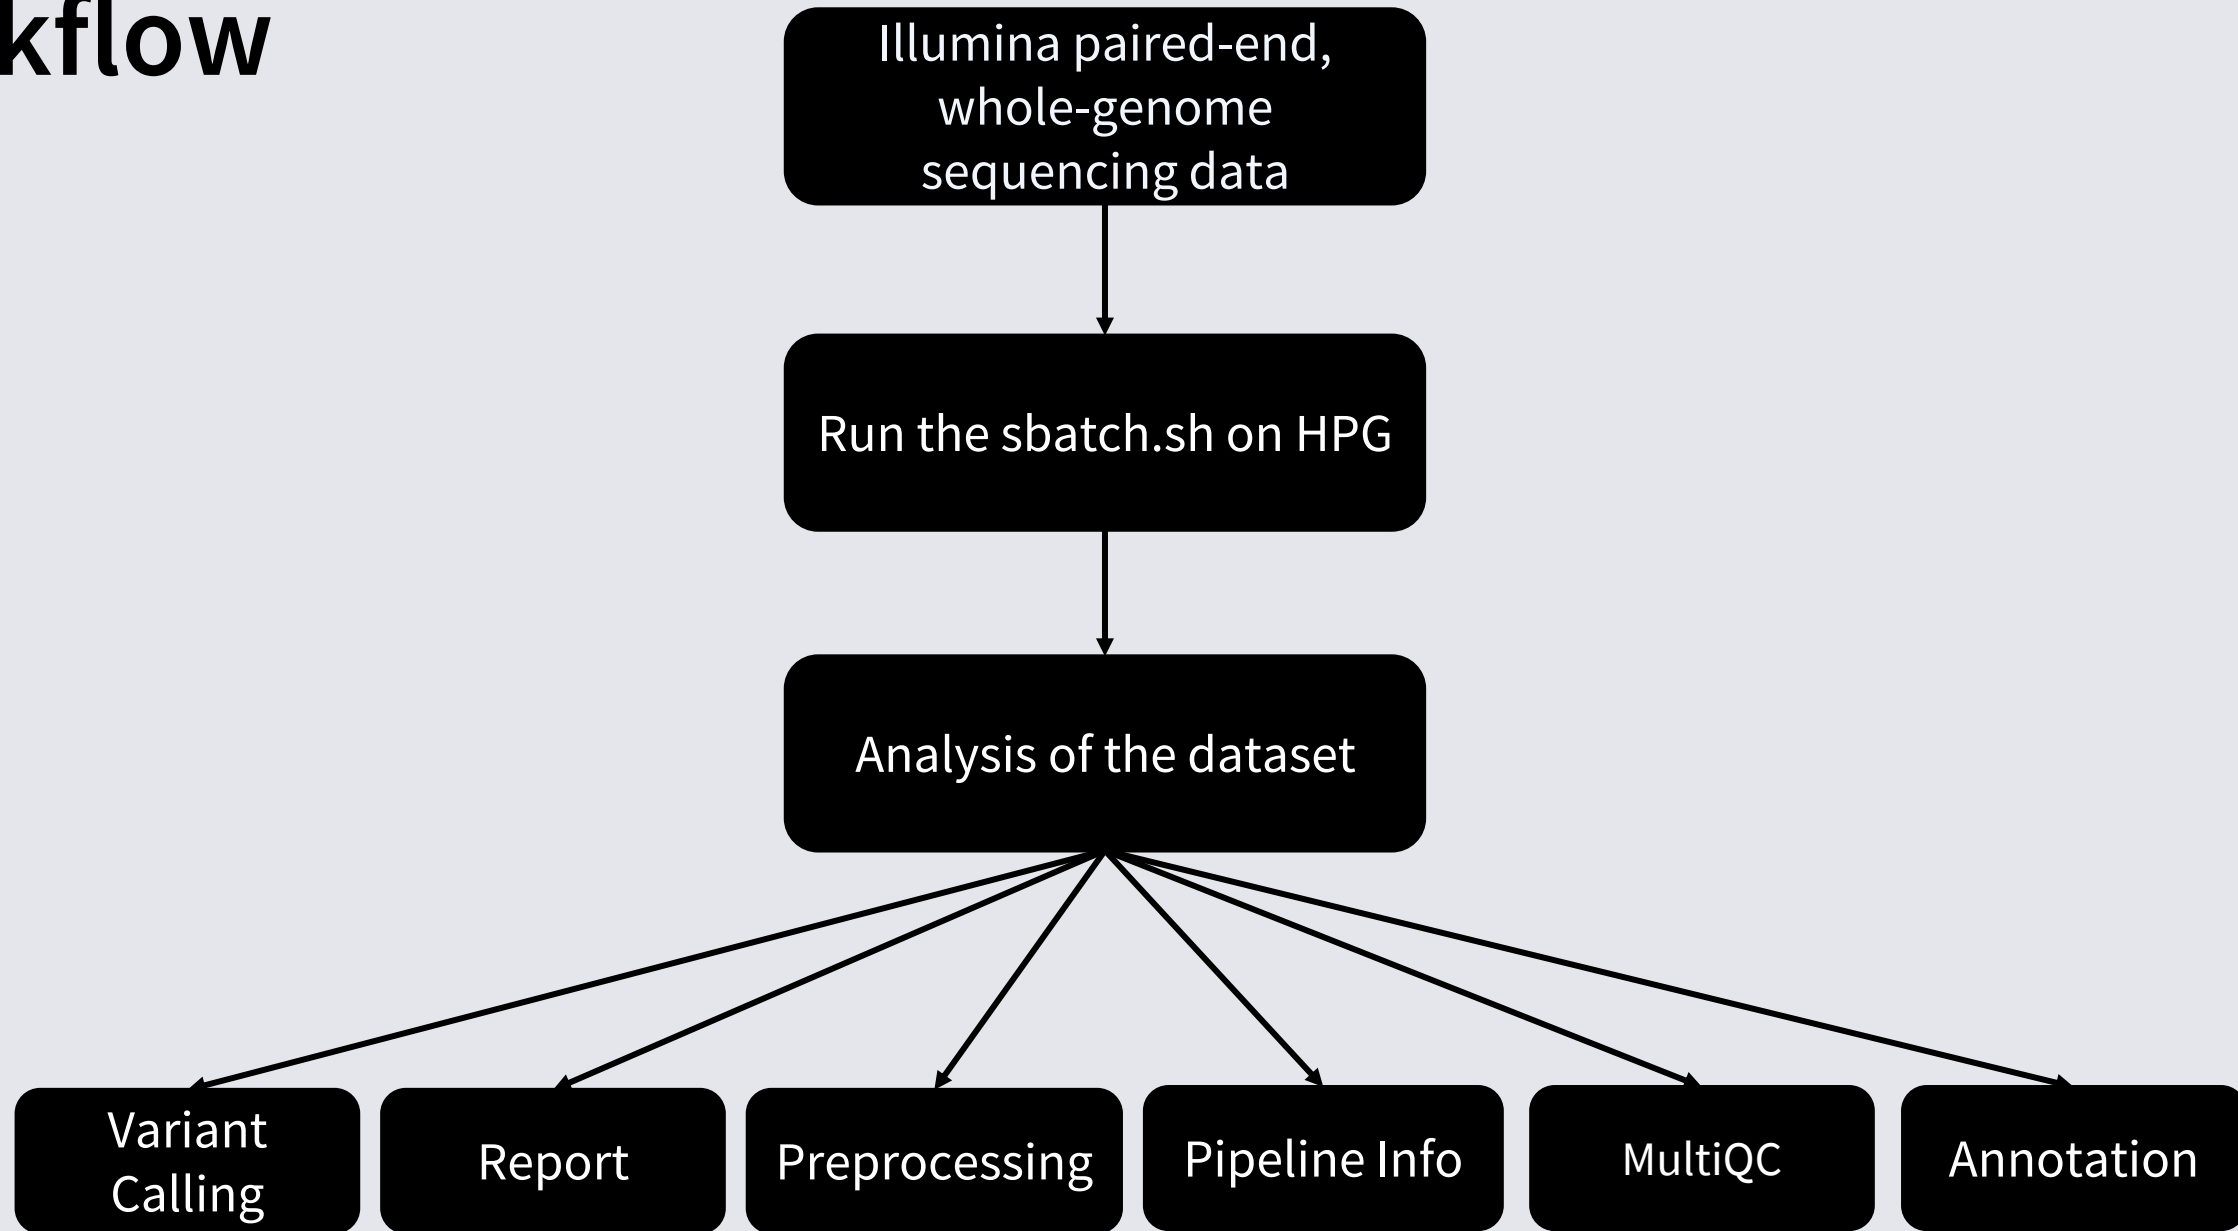 kflow
Illumina paired-end,
whole-genome
sequencing data
Run the sbatch.sh on HPG
Analysis of the dataset
Variant
Calling
Report
Preprocessing
Pipeline Info
MultiQC
Annotation